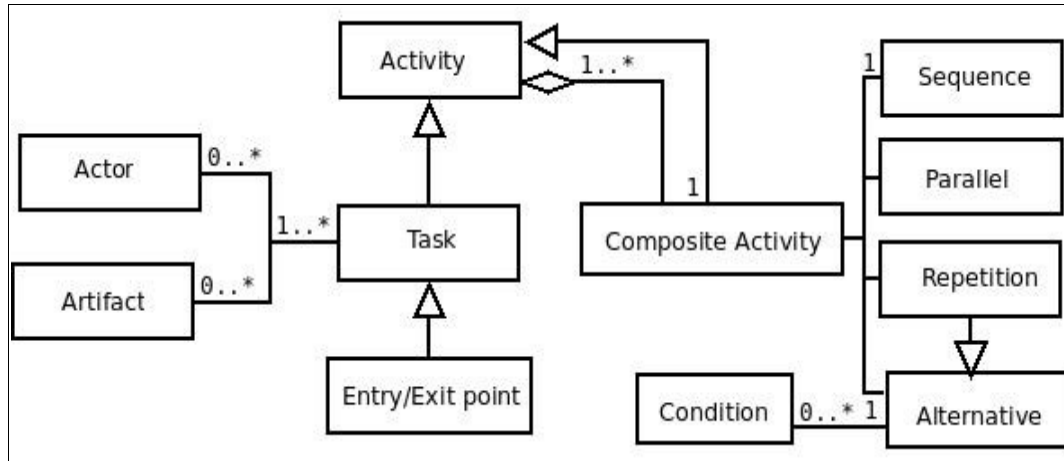 Activity
1..*
1
Sequence
Actor
0..*
Parallel
1..*
Task
1
Composite Activity
Artifact
0..*
Repetition
Entry/Exit point
Condition
0..*
1
Alternative